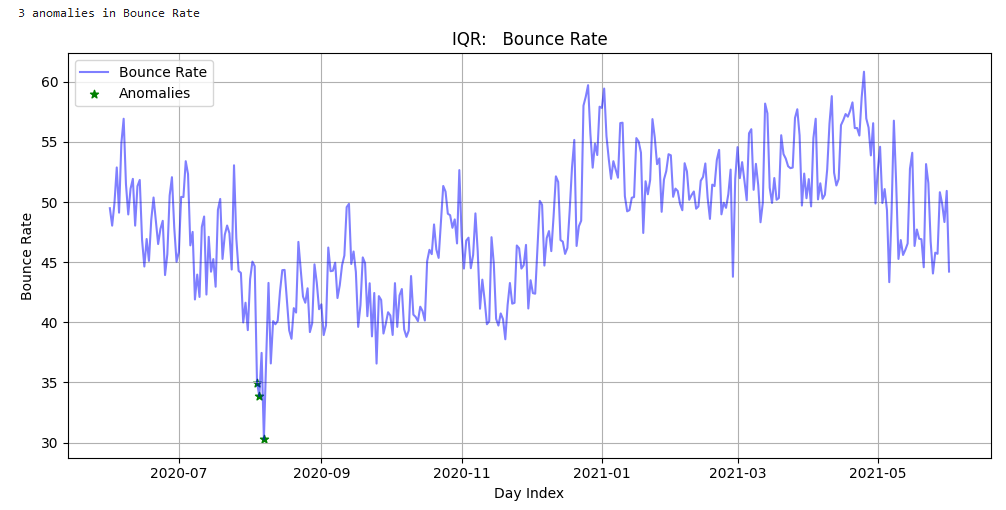 3 anomalies in Bounce Rate
IQR:   Bounce Rate
Bounce Rate
Anomalies
60
55
50
45
40
35
30
Bounce Rate
2020-07
2020-09
2020-11
2021-01
2021-03
2021-05
Day Index